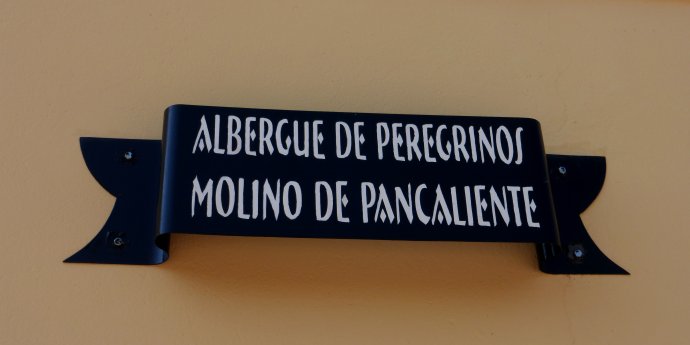 ALBERGUE DE PEREGRINOS
MOLINO DE PANCALIENTE